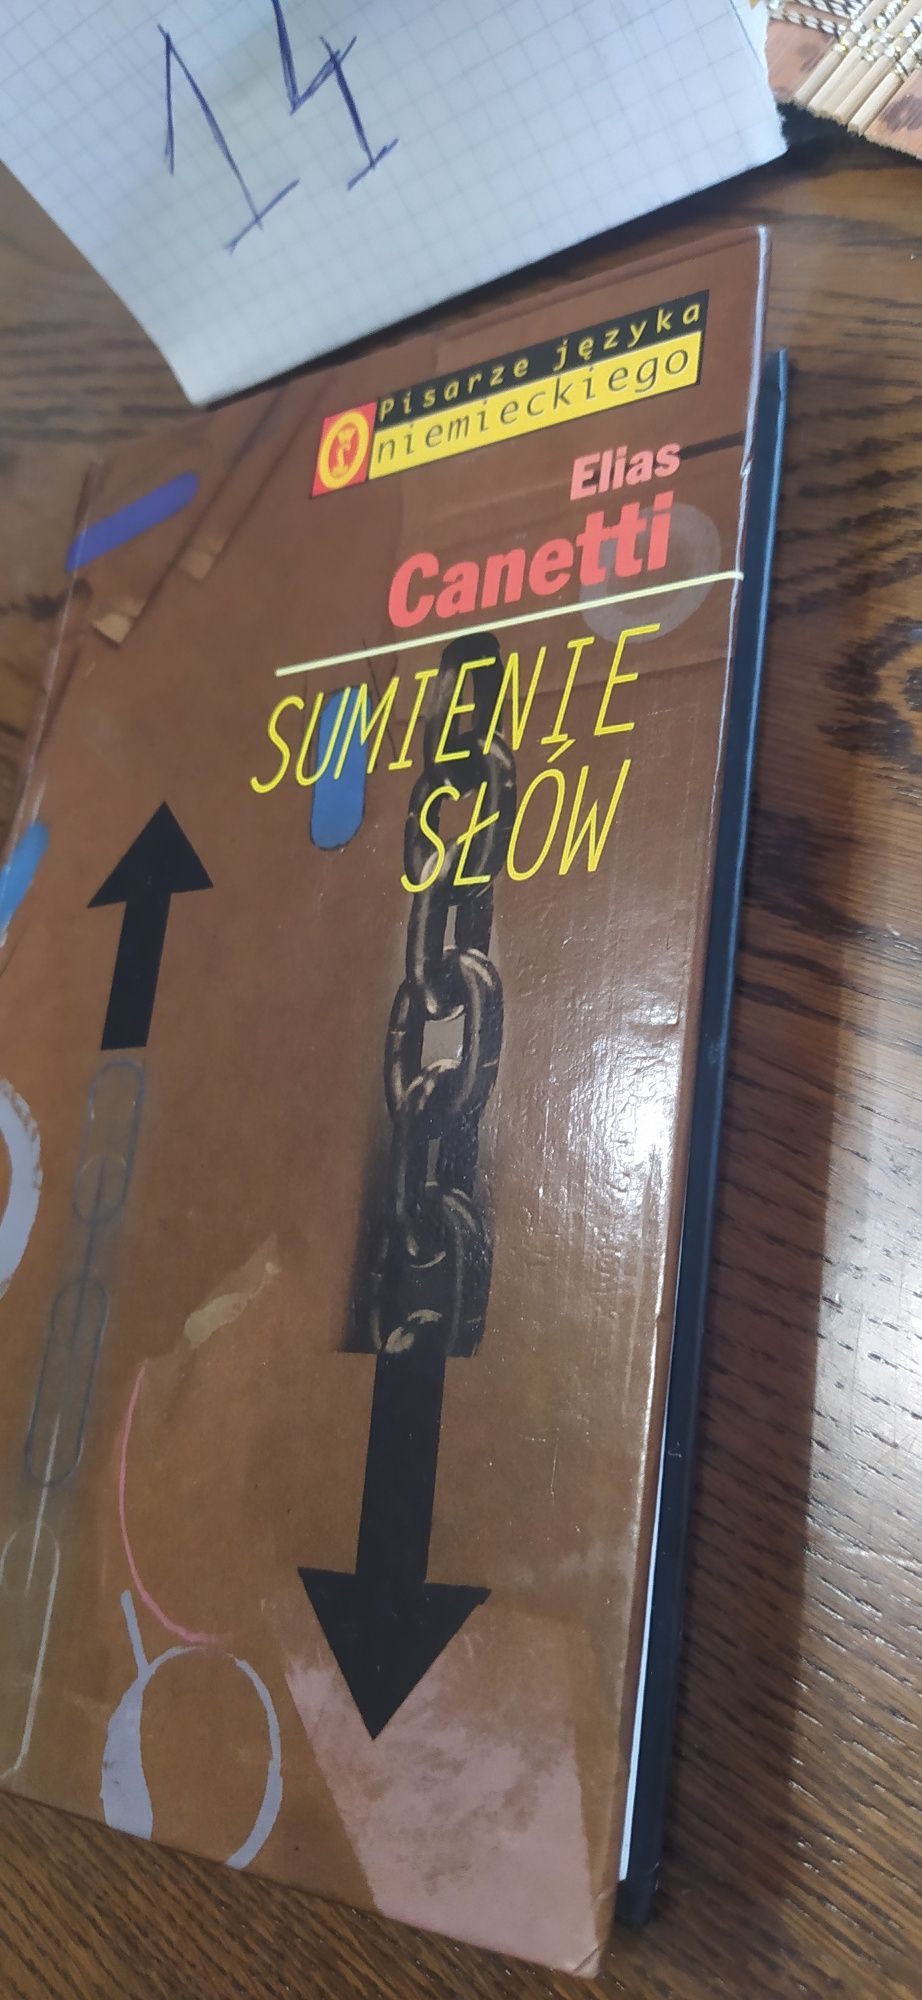 14
Pisarze języka
niemieckiego
Elias
Canetti
SUMIENIE
SŁÓW